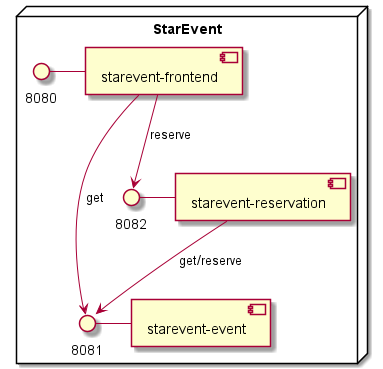 StarEvent
starevent-frontend
8080
reserve
get
starevent-reservation
8082
get/reserve
starevent-event
8081